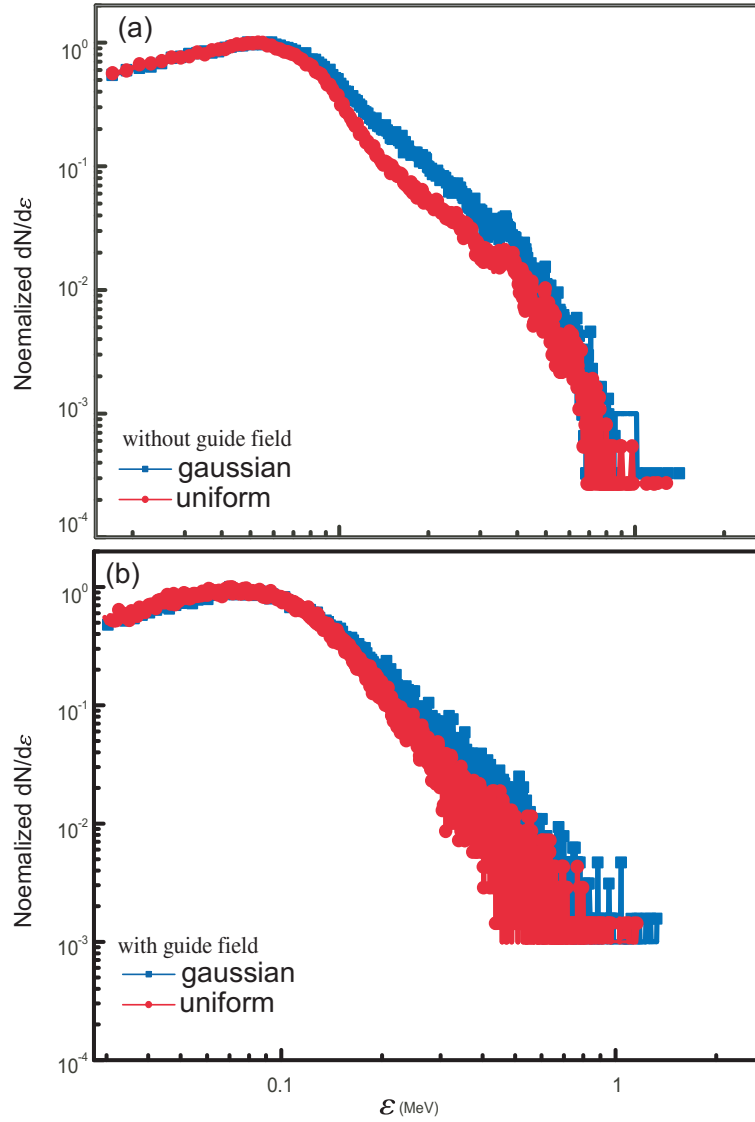 (a)
10⁰
10⁻¹
10⁻²
10⁻³
10⁻⁴
Noemalized dN/dε
without guide field
gaussian
uniform
(b)
10⁰
10⁻¹
10⁻²
10⁻³
10⁻⁴
Noemalized dN/dε
with guide field
gaussian
uniform
0.1
1
ε (MeV)